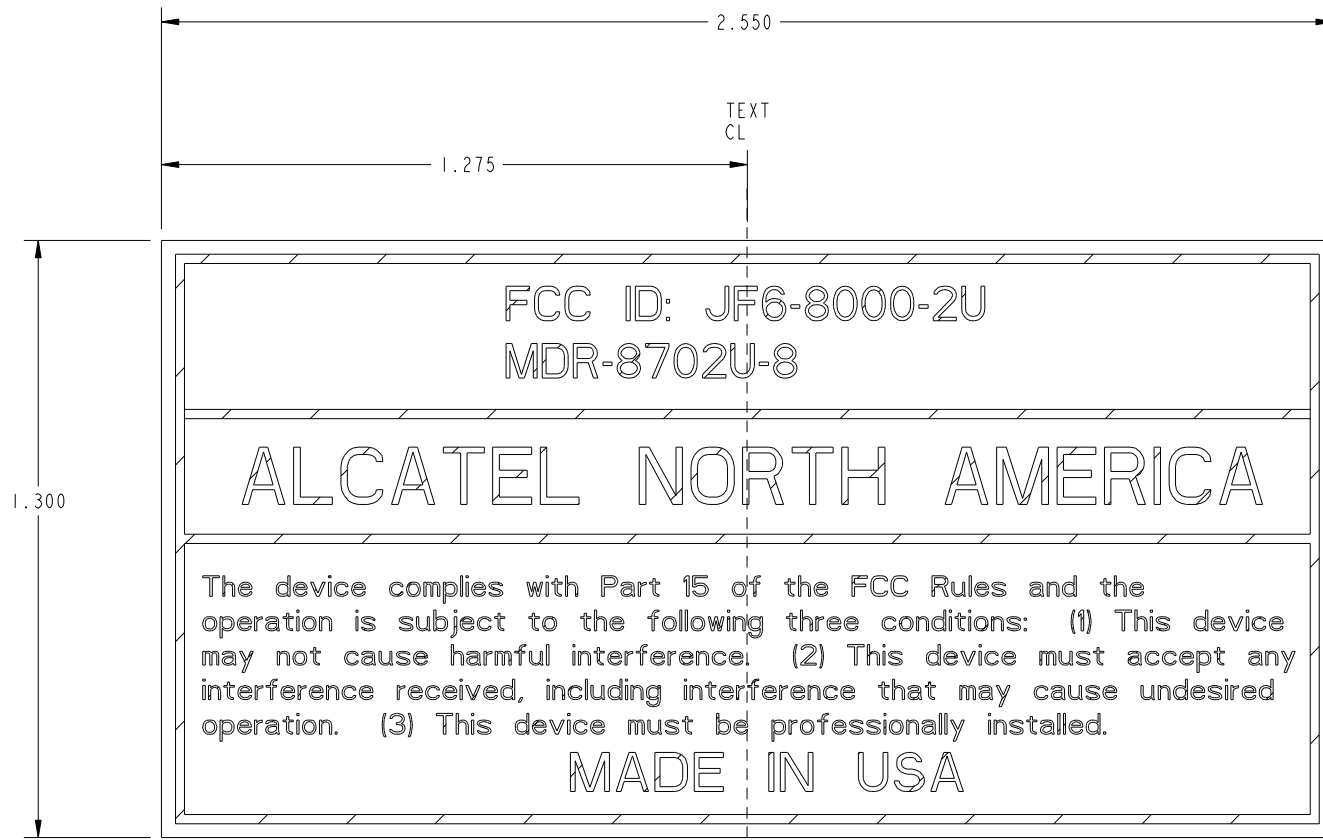 2.550
TEXT
CL
1.275
FCC ID: JF6-8000-2U
MDR-8702U-8
ALCATEL NORTH AMERICA
1.300
The device complies with Part 15 of the FCC Rules and the
operation is subject to the following three conditions: (1) This device
may not cause harmful interference. (2) This device must accept any
interference received, including interference that may cause undesired
operation. (3) This device must be professionally installed.
MADE IN USA